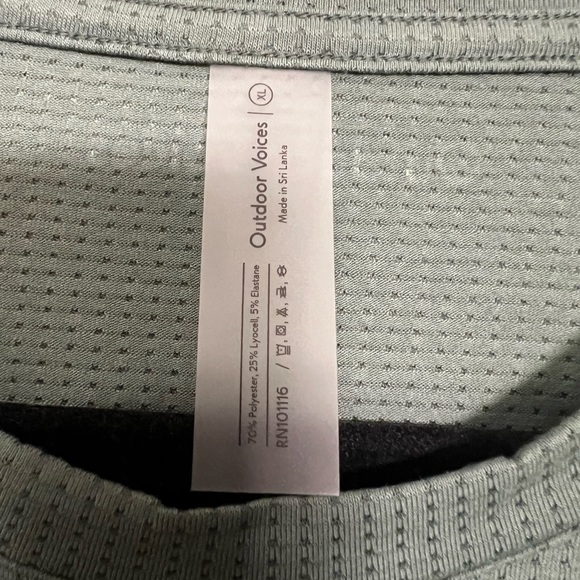 Outdoor Voices | XL
Made in Sri Lanka
70% Polyester, 25% Lyocell, 5% Elastane
RN101116 /